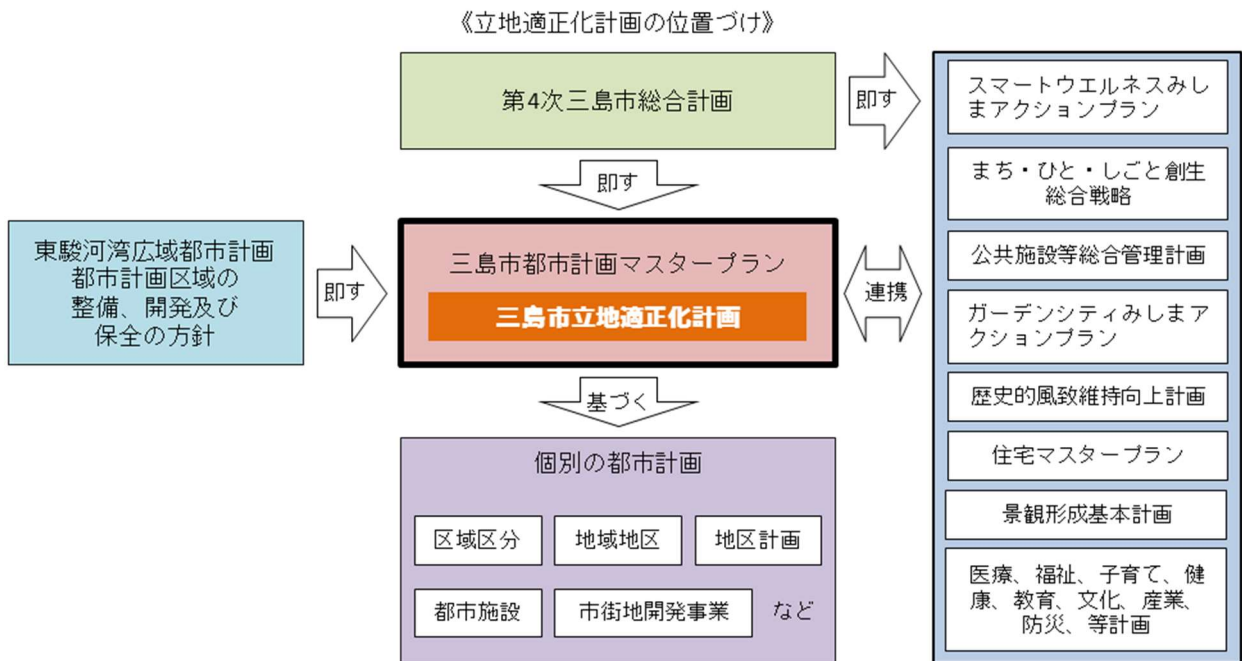 《立地適正化計画の位置づけ》
第4次三島市総合計画
即す
即す
東駿河湾広域都市計画
都市計画区域の
整備、開発及び
保全の方針
即す
三島市都市計画マスタープラン
三島市立地適正化計画
連携
基づく
個別の都市計画
区域区分
地域地区
地区計画
都市施設
市街地開発事業
など
スマートウエルネスみし
まアクションプラン
まち・ひと・しごと創生
総合戦略
公共施設等総合管理計画
ガーデンシティみしまア
クションプラン
歴史的風致維持向上計画
住宅マスタープラン
景観形成基本計画
医療、福祉、子育て、健
康、教育、文化、産業、
防災、等計画